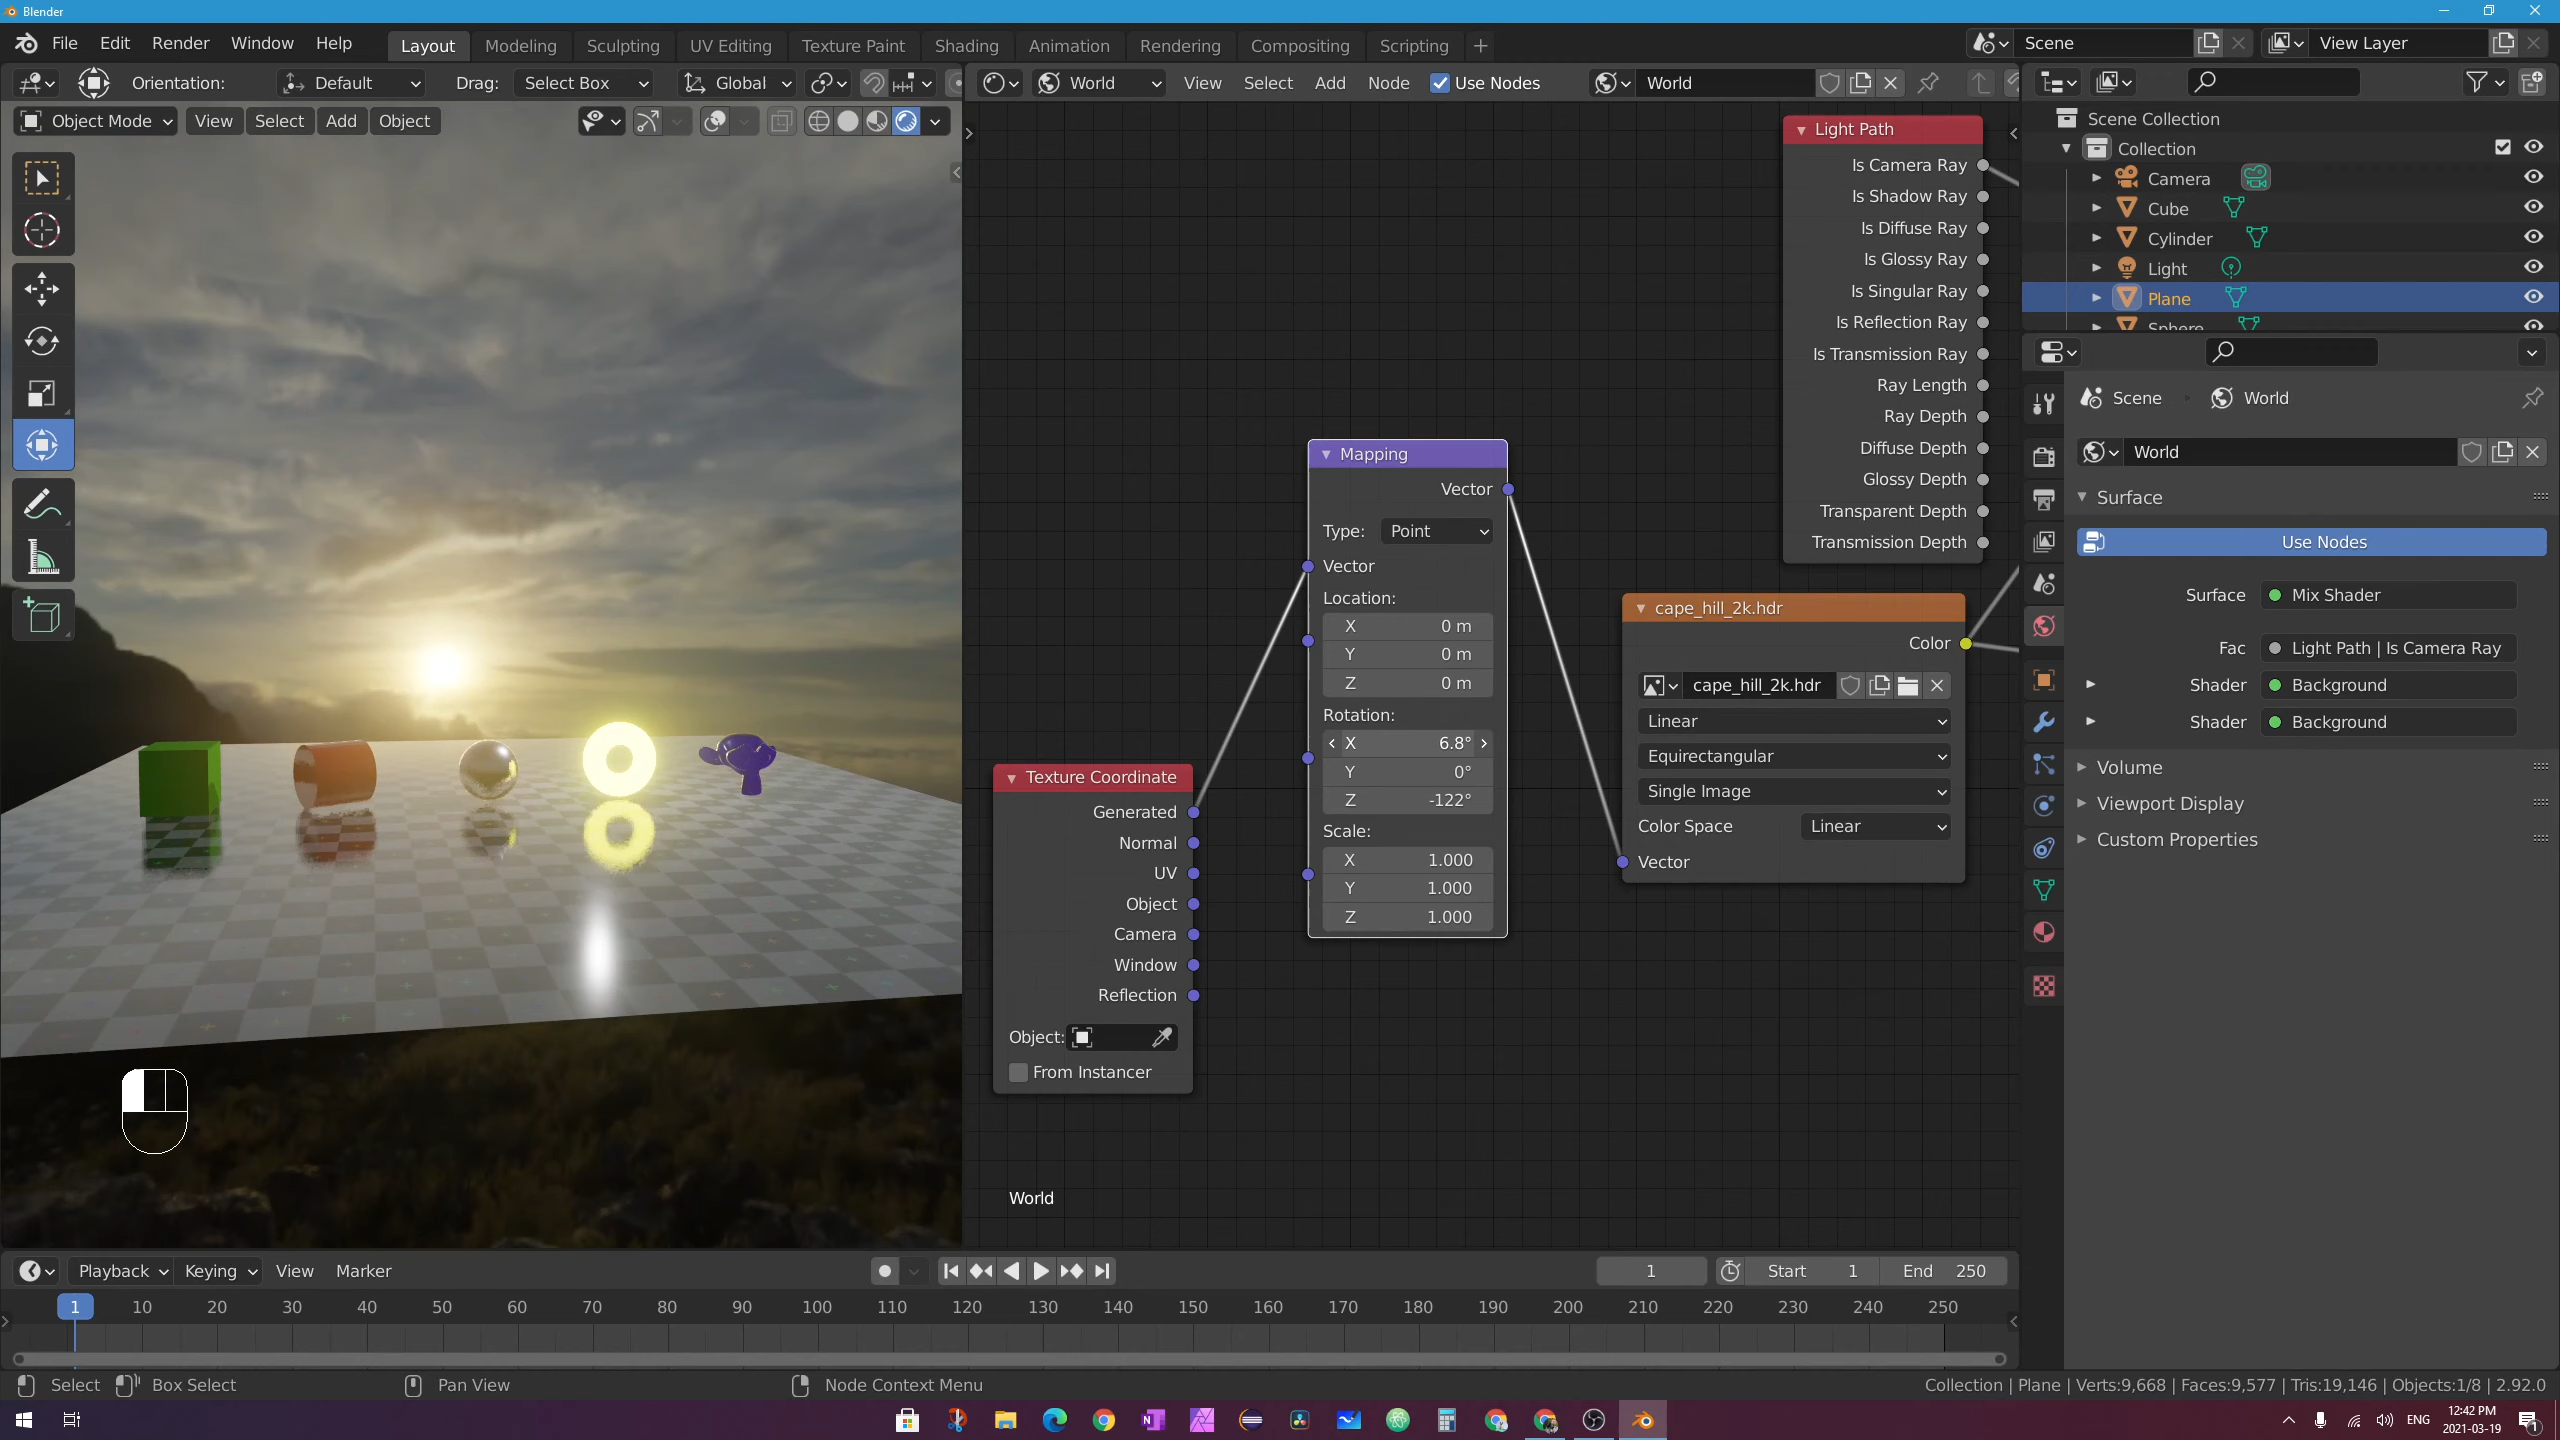 Blender
File Edit Render Window Help
Layout Modeling Sculpting UV Editing Texture Paint Shading Animation Rendering Compositing Scripting +
Scene
View Layer
Orientation: Default Drag: Select Box Global
World View Select Add Node Use Nodes World
Object Mode View Select Add Object
Scene Collection
Collection
Camera
Cube
Cylinder
Light
Plane
Sphere
Light Path
Is Camera Ray
Is Shadow Ray
Is Diffuse Ray
Is Glossy Ray
Is Singular Ray
Is Reflection Ray
Is Transmission Ray
Ray Length
Ray Depth
Diffuse Depth
Glossy Depth
Transparent Depth
Transmission Depth
Mapping
Vector
Type: Point
Vector
Location:
X 0 m
Y 0 m
Z 0 m
Rotation:
X 6.8°
Y 0°
Z -122°
Scale:
X 1.000
Y 1.000
Z 1.000
Texture Coordinate
Generated
Normal
UV
Object
Camera
Window
Reflection
Object:
From Instancer
cape_hill_2k.hdr
Color
cape_hill_2k.hdr
Linear
Equirectangular
Single Image
Color Space Linear
Vector
World
Scene World
World
Surface
Use Nodes
Surface Mix Shader
Fac Light Path | Is Camera Ray
Shader Background
Shader Background
Volume
Viewport Display
Custom Properties
Playback Keying View Marker
1 Start 1 End 250
1 10 20 30 40 50 60 70 80 90 100 110 120 130 140 150 160 170 180 190 200 210 220 230 240 250
Select Box Select Pan View Node Context Menu
Collection | Plane | Verts:9,668 | Faces:9,577 | Tris:19,146 | Objects:1/8 | 2.92.0
ENG
12:42 PM
2021-03-19
1